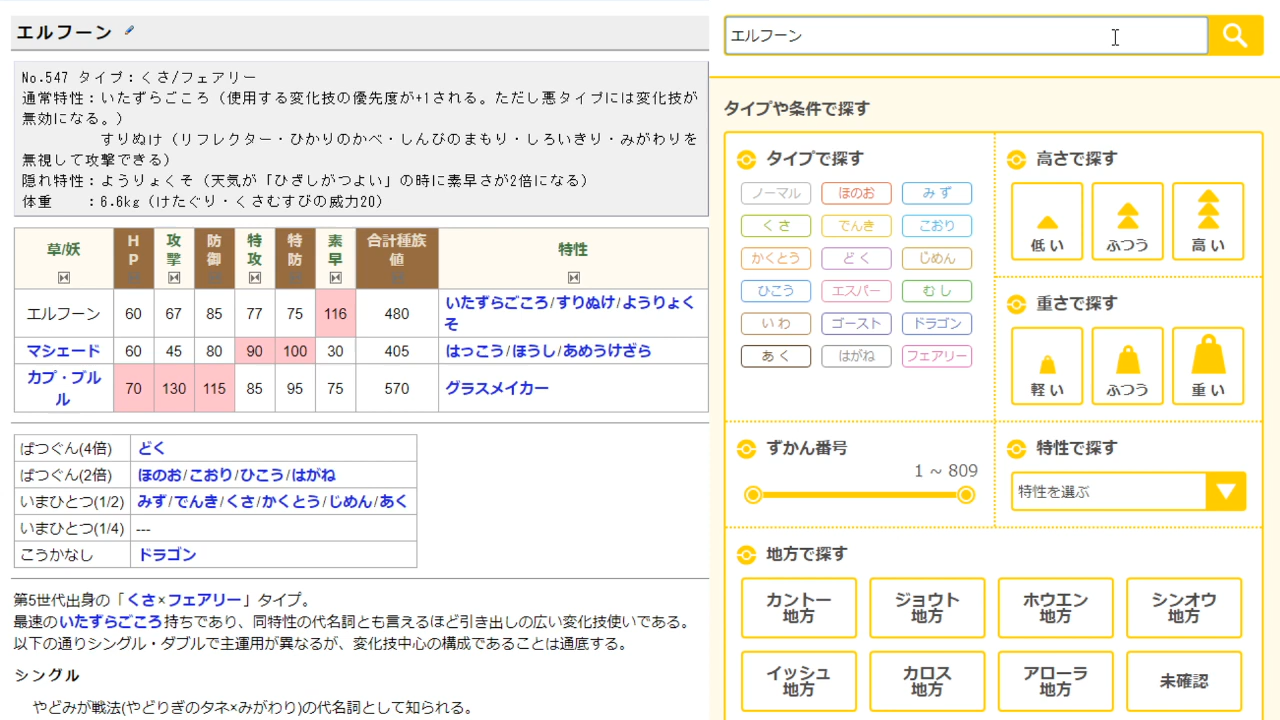 エルフーン
No.547 タイプ：くさ/フェアリー
通常特性：いたずらごころ（使用する変化技の優先度が+1される。ただし悪タイプには変化技が
無効になる。）
すりぬけ（リフレクター・ひかりのかべ・しんぴのまもり・しろいきり・みがわりを
無視して攻撃できる）
隠れ特性：ようりょくそ（天気が「ひざしがつよい」の時に素早さが2倍になる）
体重　　：6.6kg（けたぐり・くさむすびの威力20）
草/妖 HP 攻撃 防御 特攻 特防 素早 合計種族値 特性
エルフーン 60 67 85 77 75 116 480 いたずらごころ/すりぬけ/ようりょく
そ
マシェード 60 45 80 90 100 30 405 はっこう/ほうし/あめうけざら
カプ・ブル
ル 70 130 115 85 95 75 570 グラスメイカー
ばつぐん(4倍) どく
ばつぐん(2倍) ほのお/こおり/ひこう/はがね
いまひとつ(1/2) みず/でんき/くさ/かくとう/じめん/あく
いまひとつ(1/4) ---
こうかなし ドラゴン
第5世代出身の「くさ×フェアリー」タイプ。
最速のいたずらごころ持ちであり、同特性の代名詞とも言えるほど引き出しの広い変化技使いである。
以下の通りシングル・ダブルで主運用が異なるが、変化技中心の構成であることは通底する。
シングル
やどみが戦法(やどりぎのタネ×みがわり)の代名詞として知られる。
エルフーン
タイプや条件で探す
タイプで探す
ノーマル ほのお みず
くさ でんき こおり
かくとう どく じめん
ひこう エスパー むし
いわ ゴースト ドラゴン
あく はがね フェアリー
高さで探す
低い ふつう 高い
重さで探す
軽い ふつう 重い
ずかん番号
1 ~ 809
特性で探す
特性を選ぶ
地方で探す
カントー
地方
ジョウト
地方
ホウエン
地方
シンオウ
地方
イッシュ
地方
カロス
地方
アローラ
地方
未確認